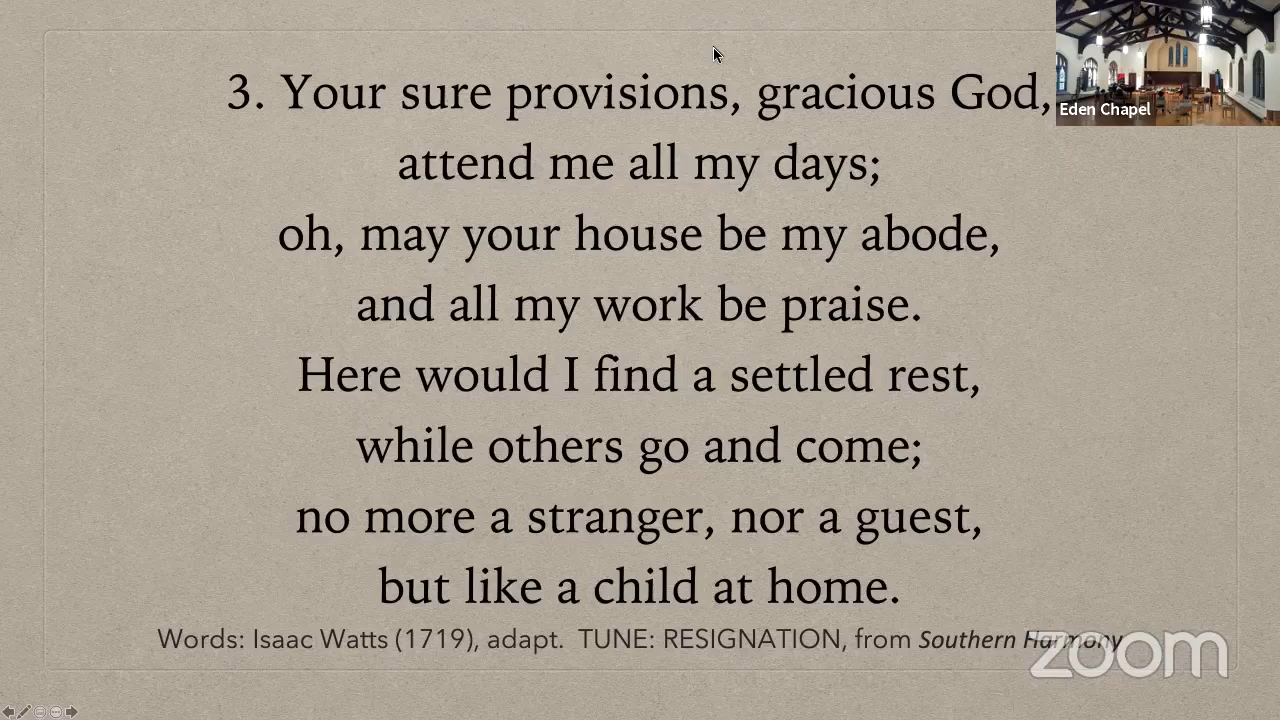 3. Your sure provisions, gracious God,
attend me all my days;
oh, may your house be my abode,
and all my work be praise.
Here would I find a settled rest,
while others go and come;
no more a stranger, nor a guest,
but like a child at home.
Words: Isaac Watts (1719), adapt.  TUNE: RESIGNATION, from Southern Harmony
Eden Chapel
zoom